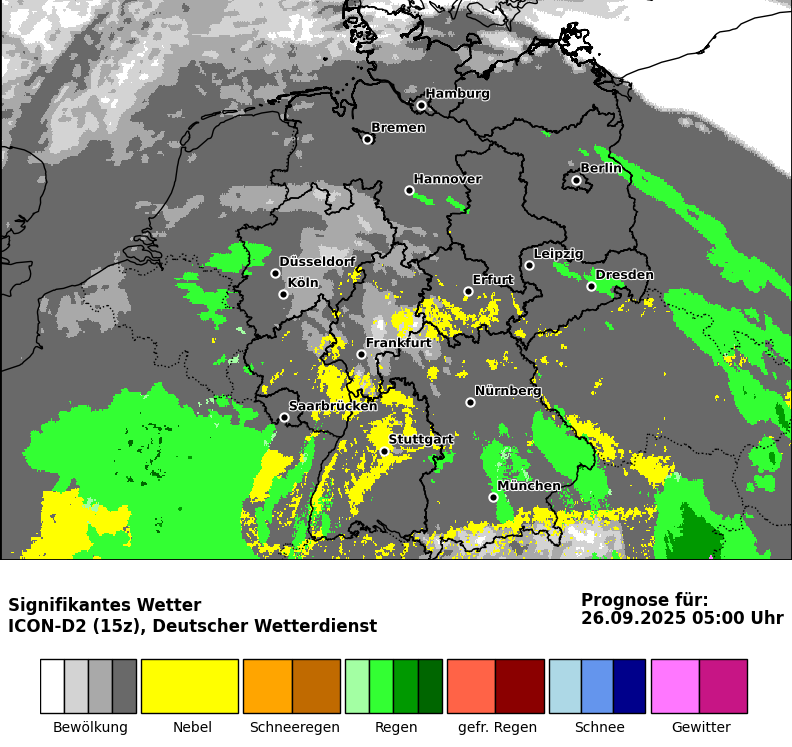 Hamburg
Bremen
Berlin
Hannover
Leipzig
Düsseldorf
Dresden
Erfurt
Köln
Frankfurt
Nürnberg
Saarbrücken
Stuttgart
München
Signifikantes Wetter
ICON-D2 (15z), Deutscher Wetterdienst
Prognose für:
26.09.2025 05:00 Uhr
Bewölkung Nebel Schneeregen Regen gefr. Regen Schnee Gewitter